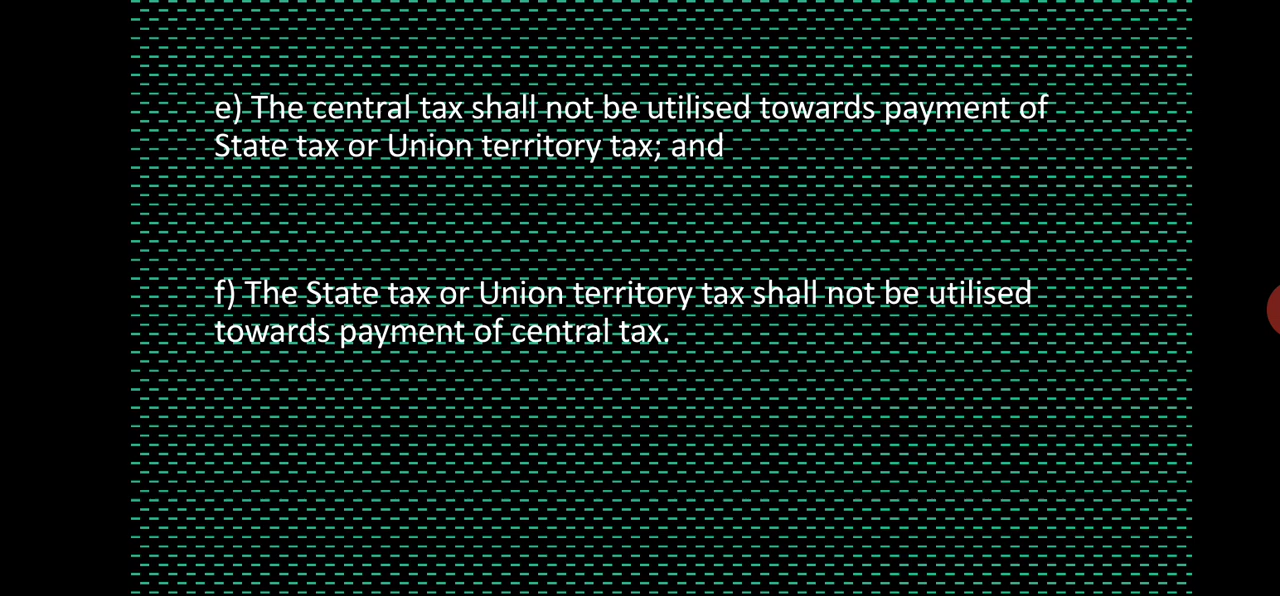 e) The central tax shall not be utilised towards payment of
State tax or Union territory tax; and
f) The State tax or Union territory tax shall not be utilised
towards payment of central tax.